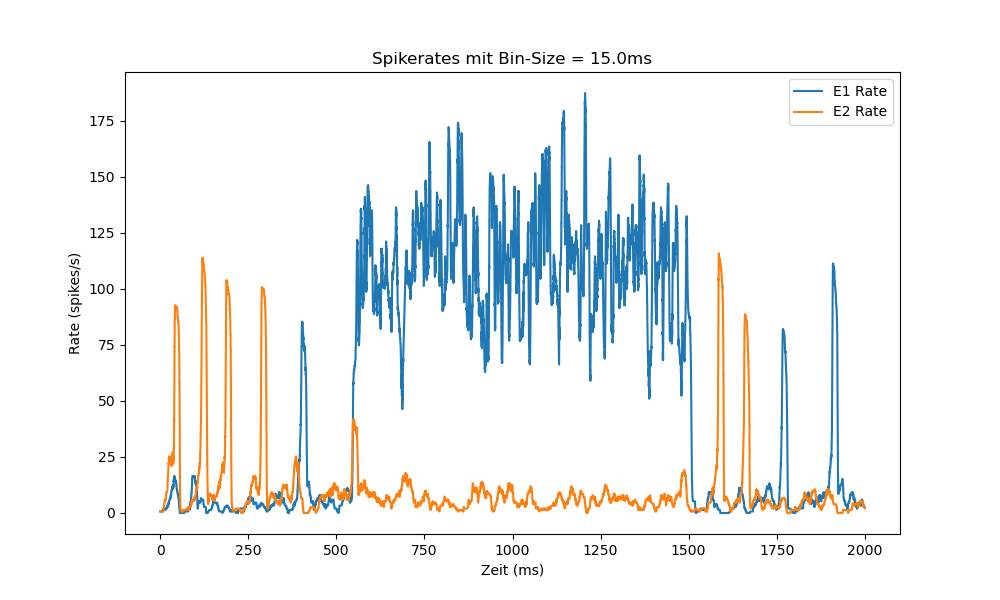 Spikerates mit Bin-Size = 15.0ms
E1 Rate
E2 Rate
Rate (spikes/s)
175
150
125
100
75
50
25
0
0 250 500 750 1000 1250 1500 1750 2000
Zeit (ms)